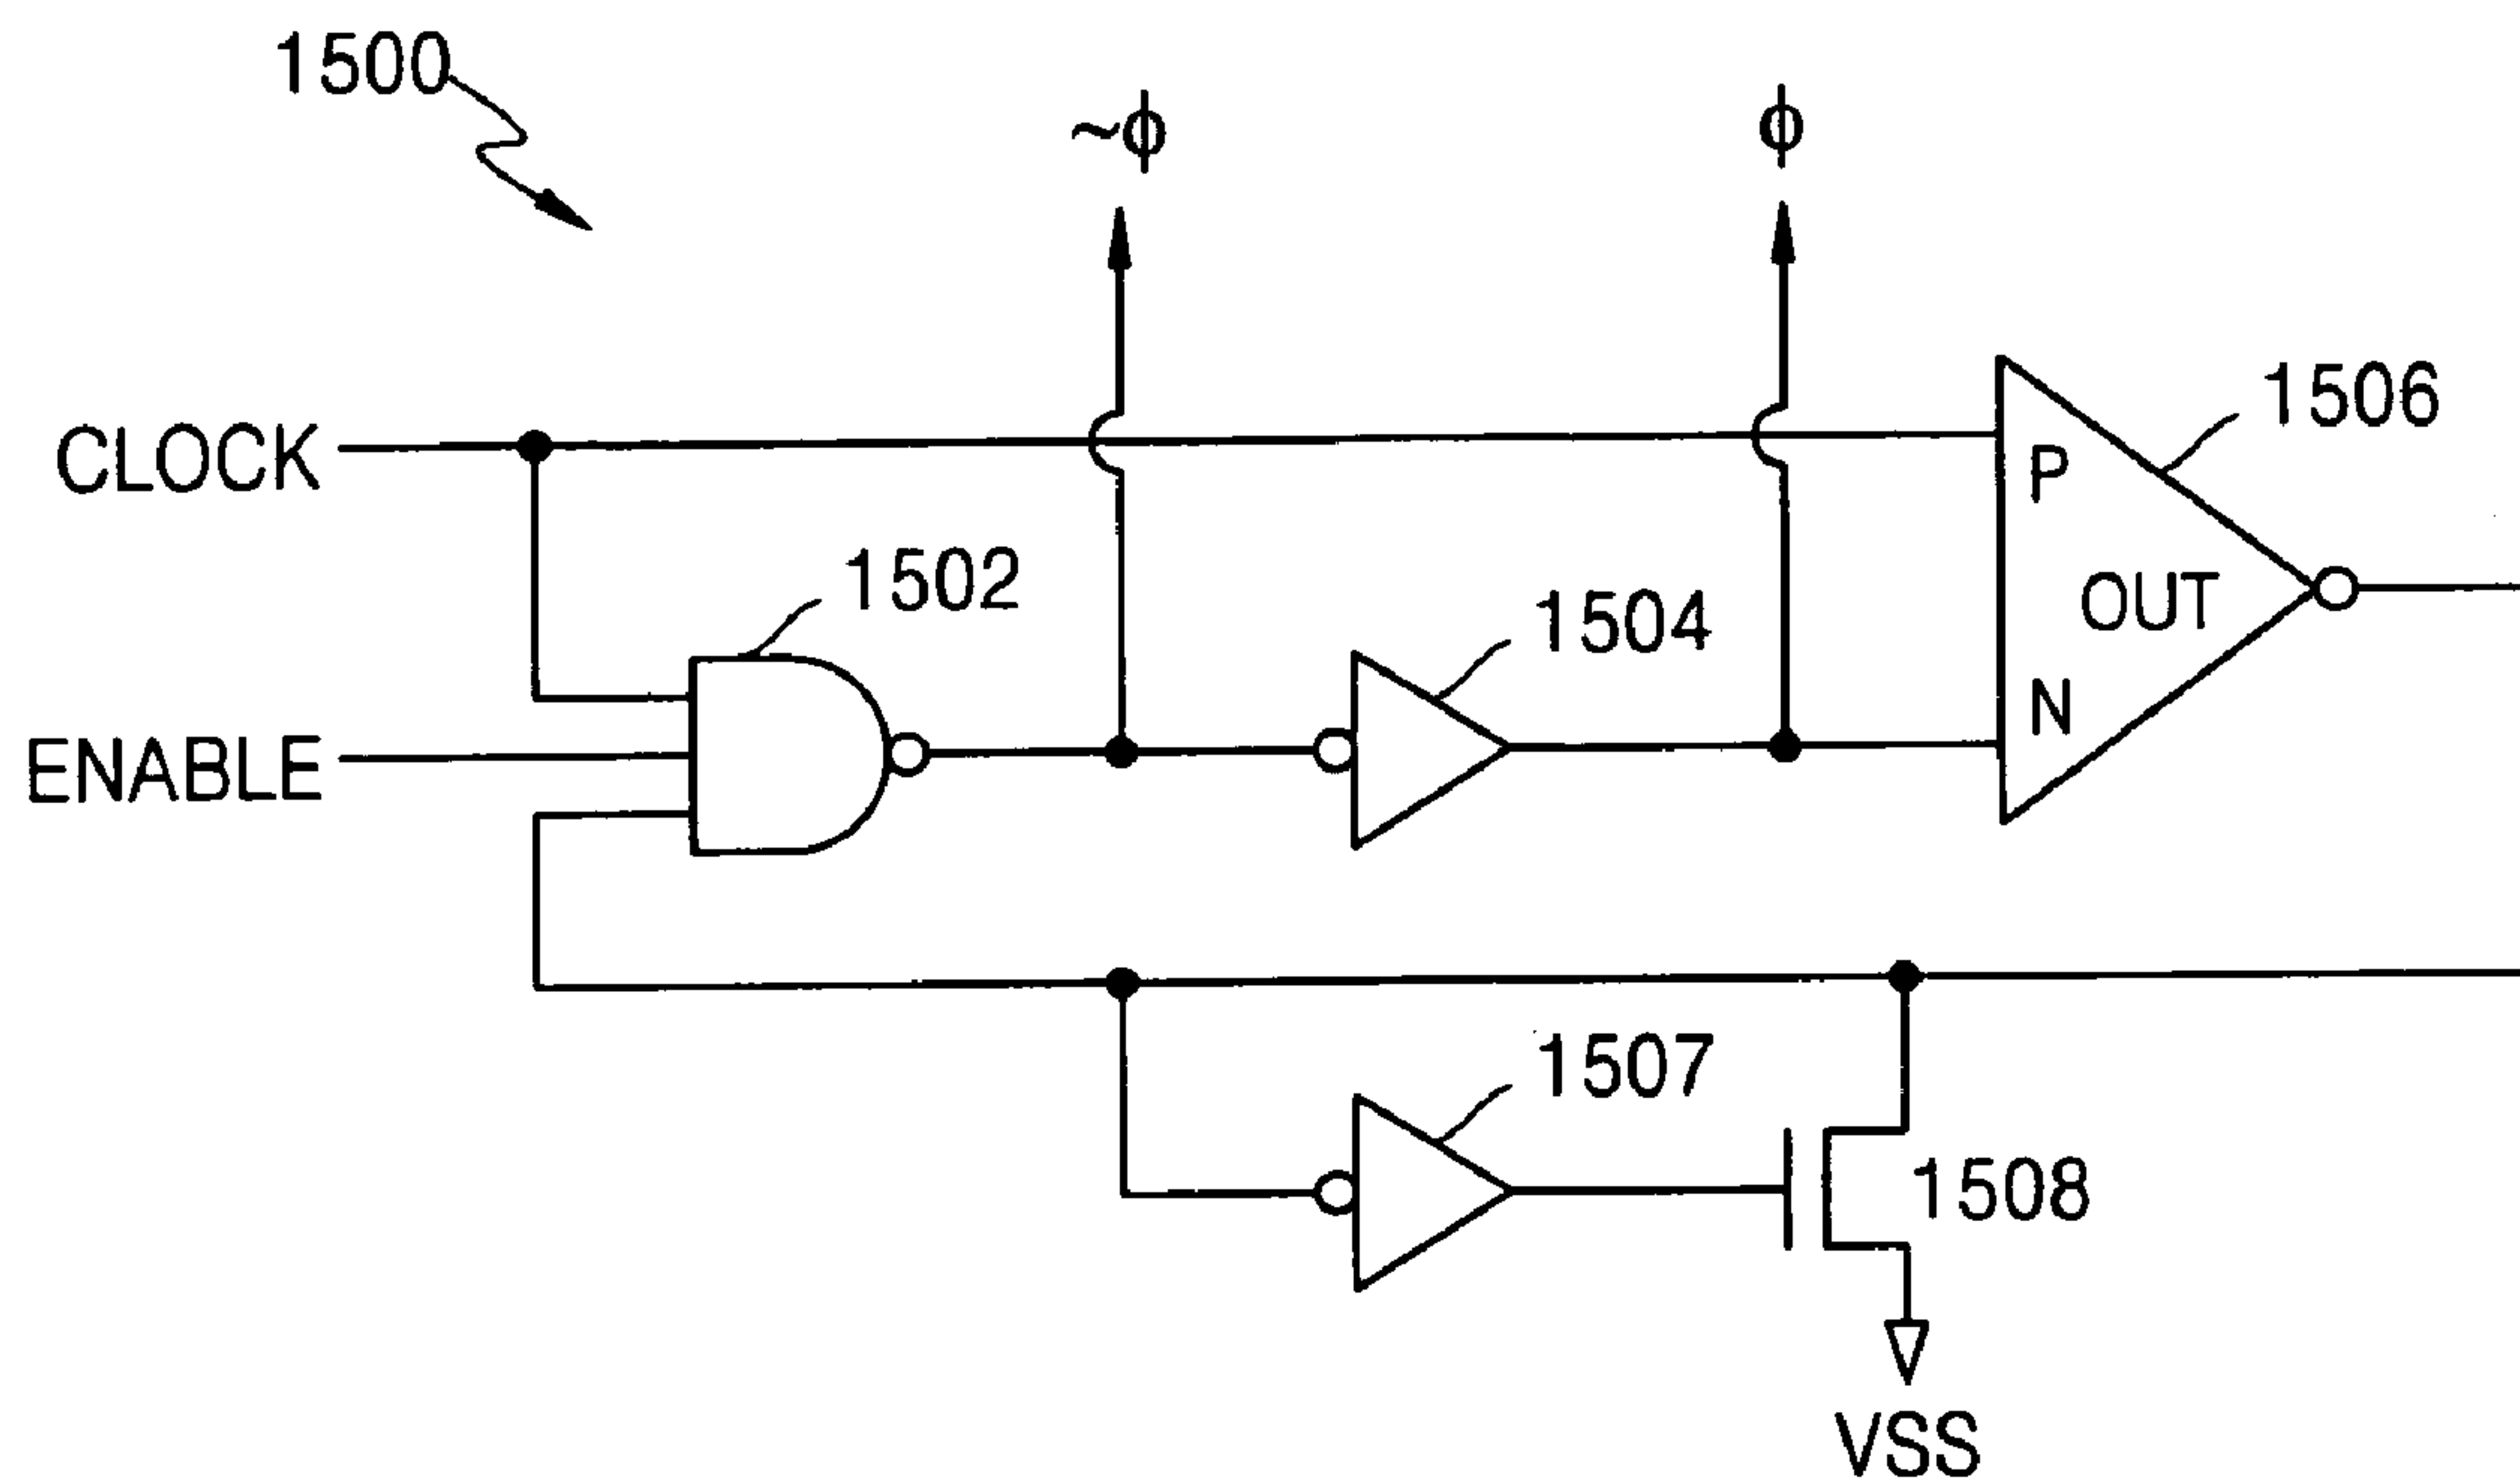 1500
~ϕ
ϕ
1506
CLOCK
P
1502
OUT
1504
N
ENABLE
1507
1508
VSS